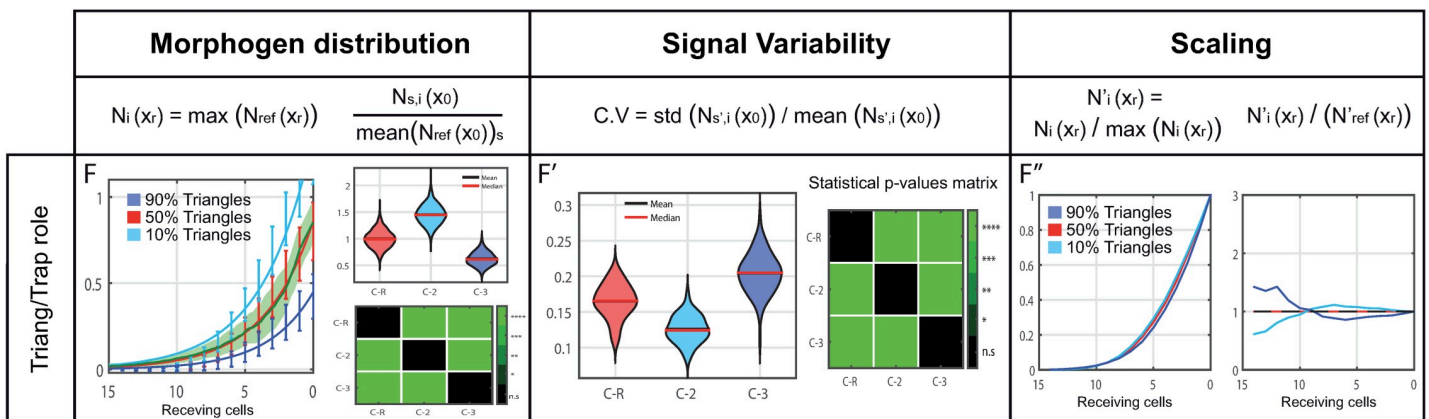 Morphogen distribution
Signal Variability
Scaling
Ni (xr) = max (Nref (xr))
Ns,i (x0)
mean(Nref (x0))s
C.V = std (Ns',i (x0)) / mean (Ns',i (x0))
N'i (xr) =
Ni (xr) / max (Ni (xr))
N'i (xr) / (N'ref (xr))
Triang/Trap role
F
90% Triangles
50% Triangles
10% Triangles
1
0.5
0
15
10
5
0
Receiving cells
Mean
Median
2
1.5
1
0.5
C-R
C-2
C-3
C-R
C-2
C-3
****
***
**
*
n.s
C-R
C-2
C-3
F'
Mean
Median
0.3
0.25
0.2
0.15
0.1
C-R
C-2
C-3
Statistical p-values matrix
C-R
C-2
C-3
****
***
**
*
n.s
C-R
C-2
C-3
F''
90% Triangles
50% Triangles
10% Triangles
1
0.8
0.6
0.4
0.2
0
15
10
5
0
Receiving cells
3
2
1
0
15
10
5
0
Receiving cells